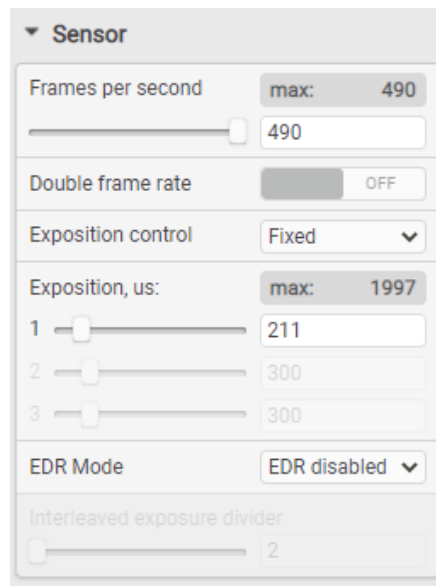 Sensor
Frames per second max: 490
490
Double frame rate OFF
Exposition control Fixed
Exposition, us: max: 1997
1 211
2 300
3 300
EDR Mode EDR disabled
Interleaved exposure divider
2